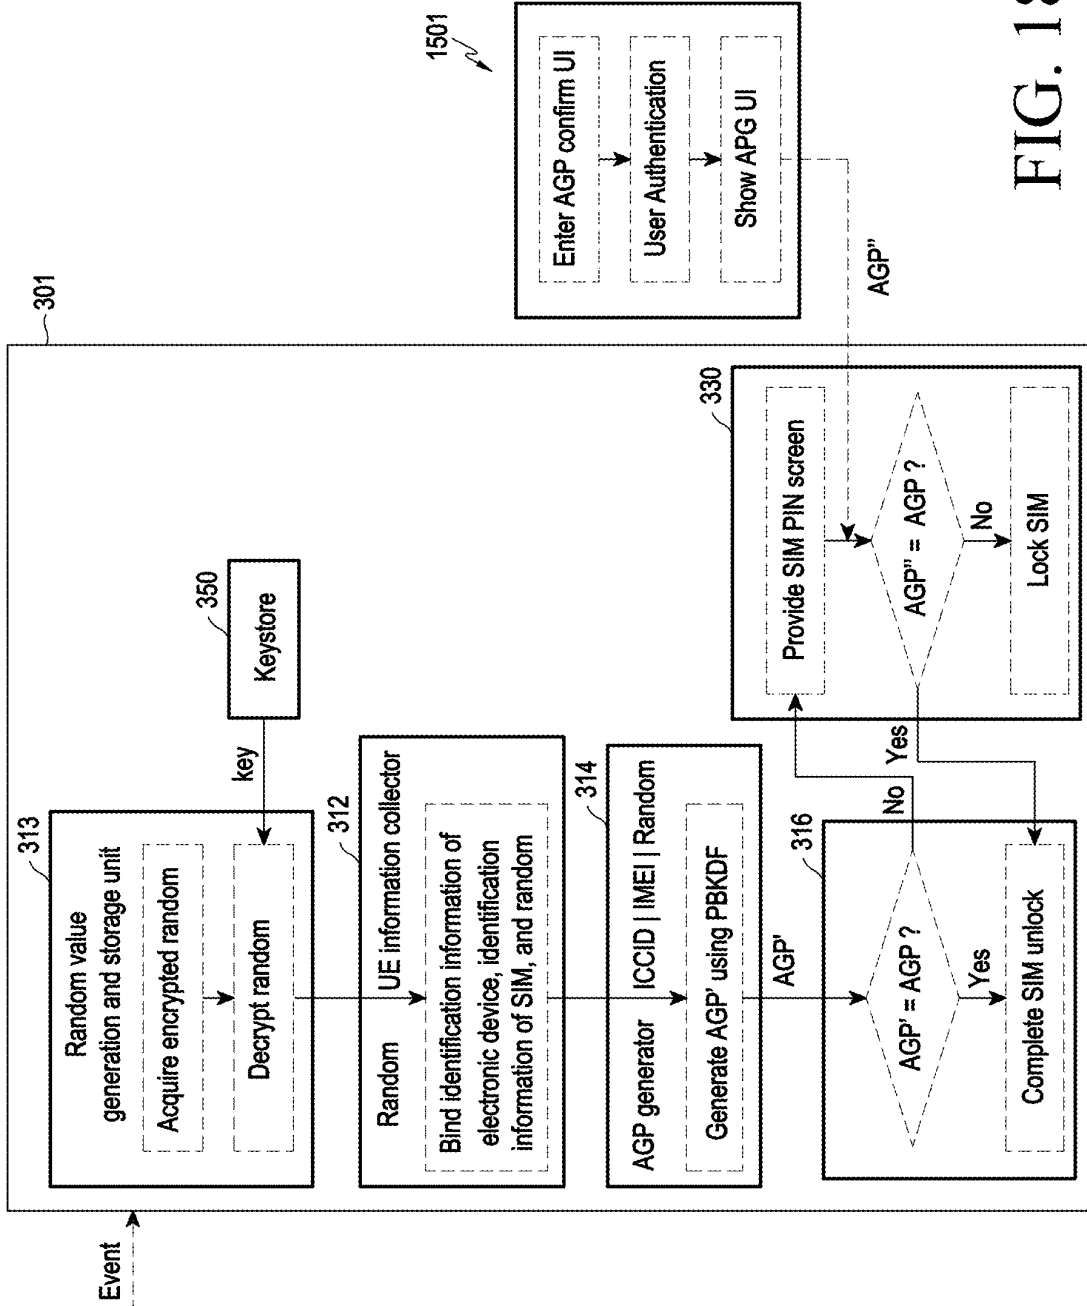 Event
301
313
Random value
generation and storage unit
Acquire encrypted random
Decrypt random
350
Keystore
key
312
Random
UE information collector
Bind identification information of
electronic device, identification
information of SIM, and random
314
AGP generator
ICCID | IMEI | Random
Generate AGP' using PBKDF
AGP'
316
AGP' = AGP ?
No
Yes
Complete SIM unlock
330
Provide SIM PIN screen
AGP" = AGP ?
Yes
No
Lock SIM
1501
Enter AGP confirm UI
User Authentication
Show APG UI
AGP"
FIG. 18